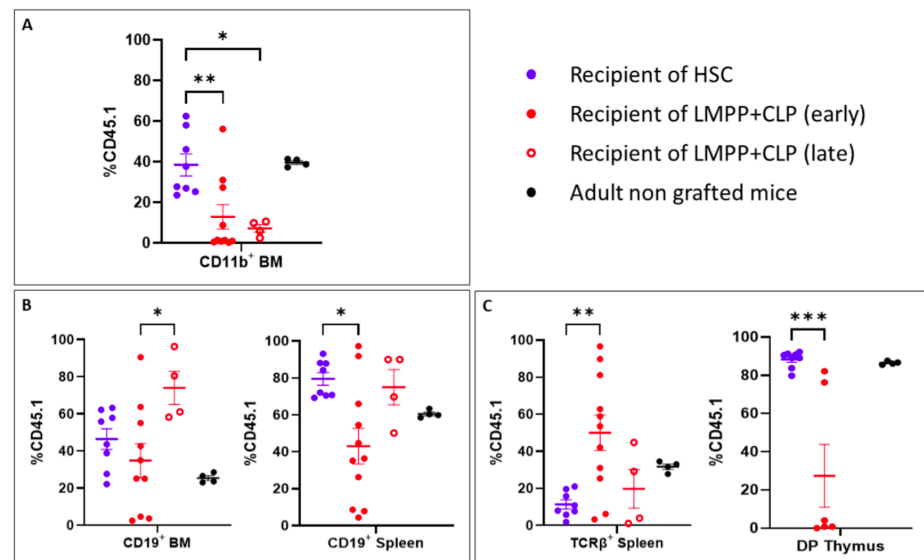 A
*
**
100
80
60
40
20
0
%CD45.1
CD11b⁺ BM
Recipient of HSC
Recipient of LMPP+CLP (early)
Recipient of LMPP+CLP (late)
Adult non grafted mice
B
*
100
80
60
40
20
0
%CD45.1
CD19⁺ BM
*
100
80
60
40
20
0
%CD45.1
CD19⁺ Spleen
C
**
100
80
60
40
20
0
%CD45.1
TCRβ⁺ Spleen
***
100
80
60
40
20
0
%CD45.1
DP Thymus